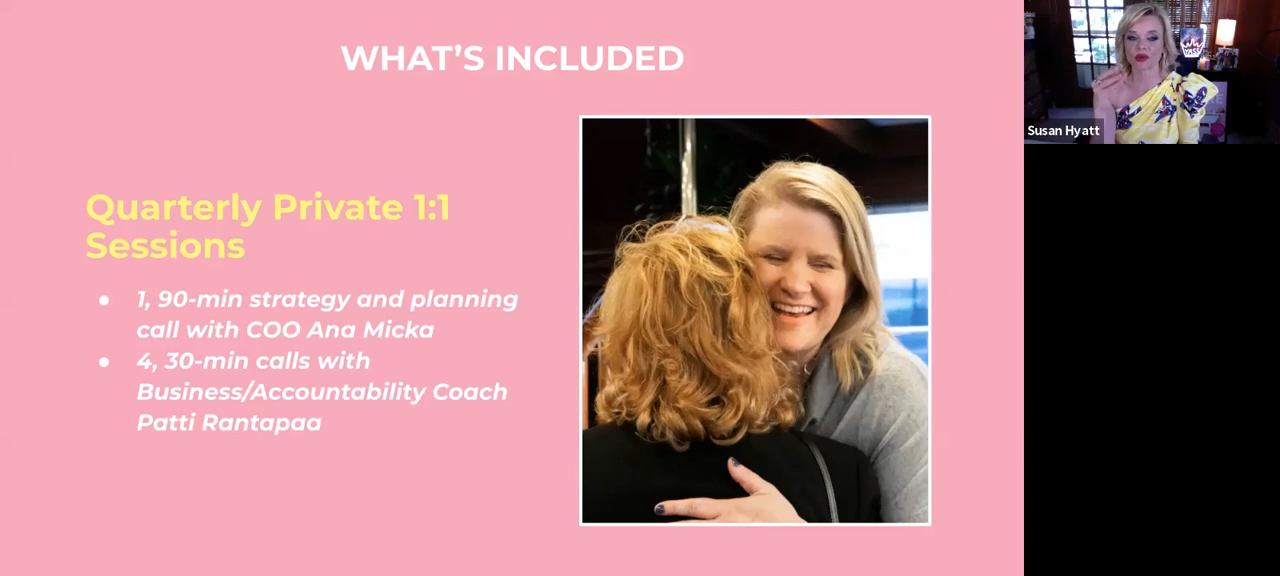 WHAT’S INCLUDED
Quarterly Private 1:1
Sessions
● 1, 90-min strategy and planning
call with COO Ana Micka
● 4, 30-min calls with
Business/Accountability Coach
Patti Rantapaa
Susan Hyatt